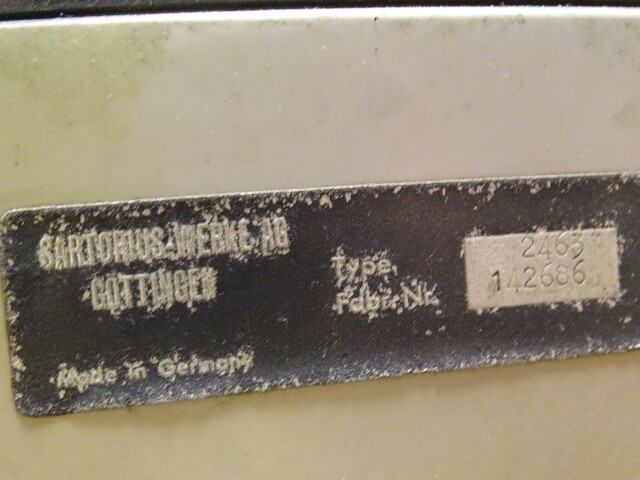 SARTORIUS-WERKE AG
GÖTTINGEN
Type 2463
Fabr. Nr. 142686
Made in Germany